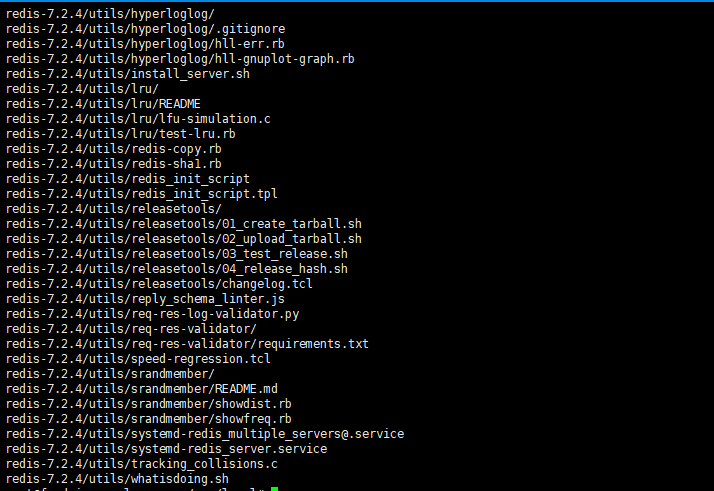 redis-7.2.4/utils/hyperloglog/
redis-7.2.4/utils/hyperloglog/.gitignore
redis-7.2.4/utils/hyperloglog/hll-err.rb
redis-7.2.4/utils/hyperloglog/hll-gnuplot-graph.rb
redis-7.2.4/utils/install_server.sh
redis-7.2.4/utils/lru/
redis-7.2.4/utils/lru/README
redis-7.2.4/utils/lru/lfu-simulation.c
redis-7.2.4/utils/lru/test-lru.rb
redis-7.2.4/utils/redis-copy.rb
redis-7.2.4/utils/redis-sha1.rb
redis-7.2.4/utils/redis_init_script
redis-7.2.4/utils/redis_init_script.tpl
redis-7.2.4/utils/releasetools/
redis-7.2.4/utils/releasetools/01_create_tarball.sh
redis-7.2.4/utils/releasetools/02_upload_tarball.sh
redis-7.2.4/utils/releasetools/03_test_release.sh
redis-7.2.4/utils/releasetools/04_release_hash.sh
redis-7.2.4/utils/releasetools/changelog.tcl
redis-7.2.4/utils/reply_schema_linter.js
redis-7.2.4/utils/req-res-log-validator.py
redis-7.2.4/utils/req-res-validator/
redis-7.2.4/utils/req-res-validator/requirements.txt
redis-7.2.4/utils/speed-regression.tcl
redis-7.2.4/utils/srandmember/
redis-7.2.4/utils/srandmember/README.md
redis-7.2.4/utils/srandmember/showdist.rb
redis-7.2.4/utils/srandmember/showfreq.rb
redis-7.2.4/utils/systemd-redis_multiple_servers@.service
redis-7.2.4/utils/systemd-redis_server.service
redis-7.2.4/utils/tracking_collisions.c
redis-7.2.4/utils/whatisdoing.sh